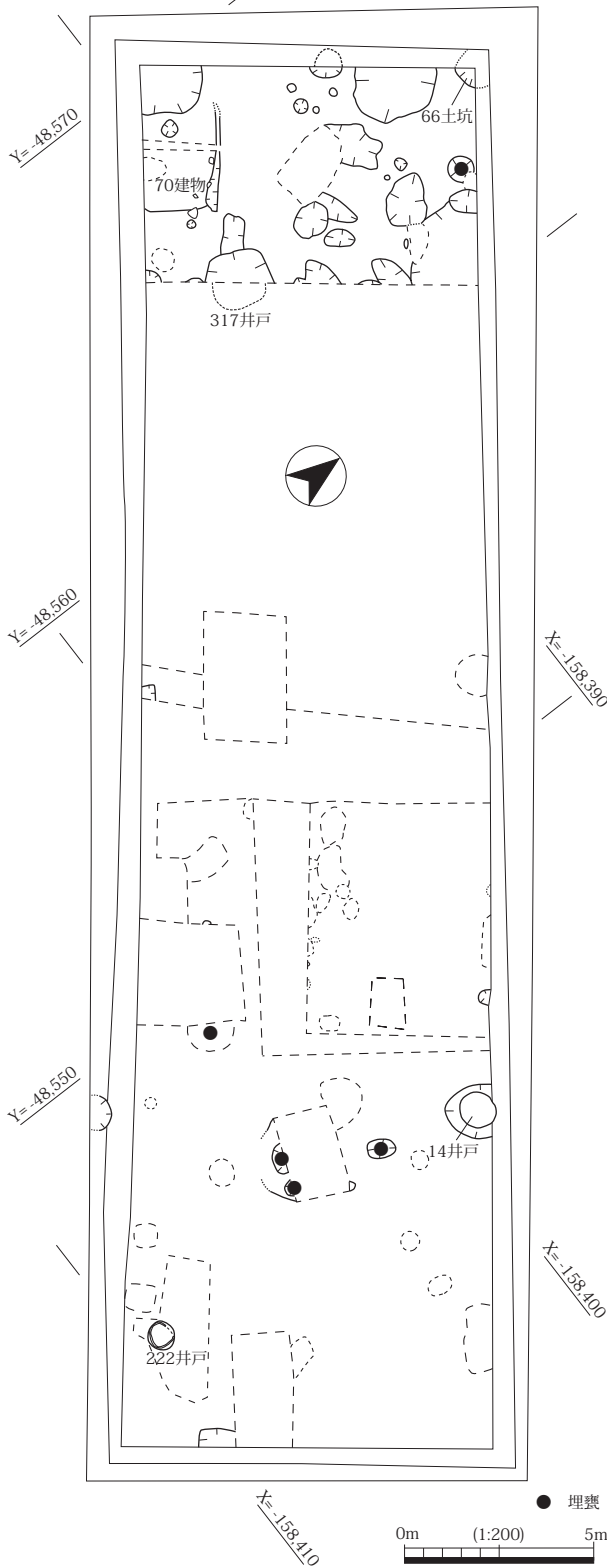 66土坑
Y= -48,570
70建物
317井戸
Y= -48,560
X= -158,390
Y= -48,550
14井戸
X= -158,400
222井戸
X= -158,410
埋甕
0m (1:200) 5m